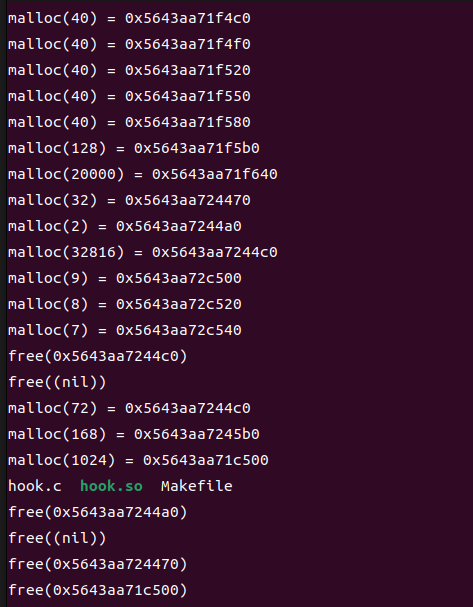 malloc(40) = 0x5643aa71f4c0
malloc(40) = 0x5643aa71f4f0
malloc(40) = 0x5643aa71f520
malloc(40) = 0x5643aa71f550
malloc(40) = 0x5643aa71f580
malloc(128) = 0x5643aa71f5b0
malloc(20000) = 0x5643aa71f640
malloc(32) = 0x5643aa724470
malloc(2) = 0x5643aa7244a0
malloc(32816) = 0x5643aa7244c0
malloc(9) = 0x5643aa72c500
malloc(8) = 0x5643aa72c520
malloc(7) = 0x5643aa72c540
free(0x5643aa7244c0)
free((nil))
malloc(72) = 0x5643aa7244c0
malloc(168) = 0x5643aa7245b0
malloc(1024) = 0x5643aa71c500
hook.c  hook.so  Makefile
free(0x5643aa7244a0)
free((nil))
free(0x5643aa724470)
free(0x5643aa71c500)